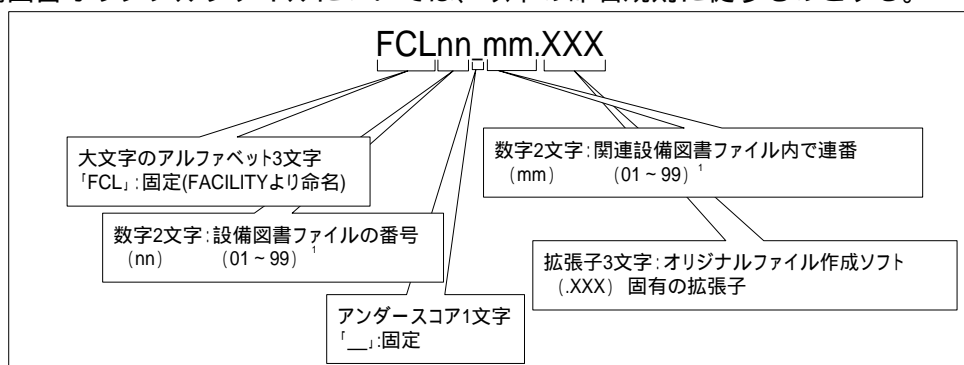 FCLnn_mm.XXX
大文字のアルファベット3文字
「FCL」:固定(FACILITYより命名)
数字2文字:関連設備図書ファイル内で連番
(mm) (01~99) 1
数字2文字:設備図書ファイルの番号
(nn) (01~99) 1
拡張子3文字:オリジナルファイル作成ソフト
(.XXX) 固有の拡張子
アンダースコア1文字
「__」:固定